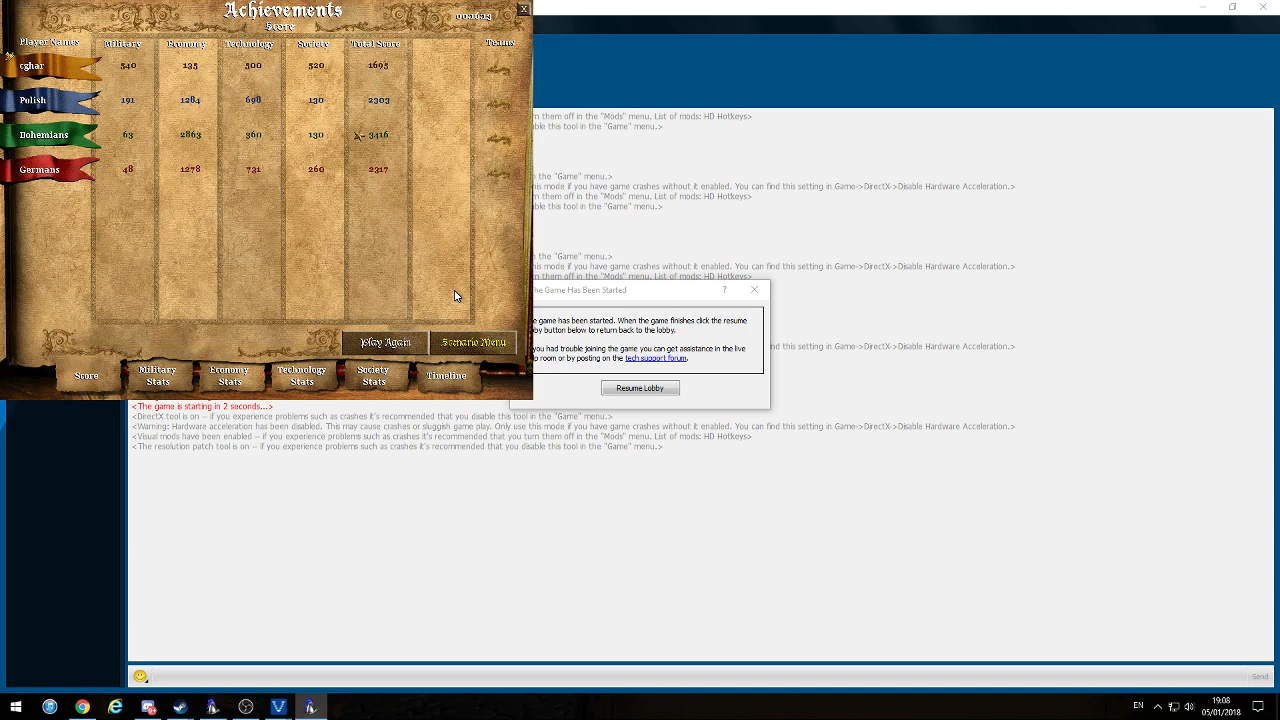 Achievements
Score
Player Names Military Economy Technology Society Total Score Teams
cghar 540 135 500 520 1695
Polish 191 1284 698 130 2303
Bohemians 63 2863 360 130 3416
Germans 48 1278 731 260 2317
Play Again Scenario Menu
Score Military Stats Economy Stats Technology Stats Society Stats Timeline
rn them off in the "Mods" menu. List of mods: HD Hotkeys>
able this tool in the "Game" menu.>
n the "Game" menu.>
his mode if you have game crashes without it enabled. You can find this setting in Game->DirectX->Disable Hardware Acceleration.>
rn them off in the "Mods" menu. List of mods: HD Hotkeys>
able this tool in the "Game" menu.>
n the "Game" menu.>
his mode if you have game crashes without it enabled. You can find this setting in Game->DirectX->Disable Hardware Acceleration.>
rn them off in the "Mods" menu. List of mods: HD Hotkeys>
he Game Has Been Started
e game has been started. When the game finishes click the resume
by button below to return back to the lobby.
nd this setting in Game->DirectX->Disable Hardware Acceleration.>
you had trouble joining the game you can get assistance in the live
lp room or by posting on the tech support forum.
Resume Lobby
<The game is starting in 2 seconds...>
<DirectX tool is on -- if you experience problems such as crashes it's recommended that you disable this tool in the "Game" menu.>
<Warning: Hardware acceleration has been disabled. This may cause crashes or sluggish game play. Only use this mode if you have game crashes without it enabled. You can find this setting in Game->DirectX->Disable Hardware Acceleration.>
<Visual mods have been enabled -- if you experience problems such as crashes it's recommended that you turn them off in the "Mods" menu. List of mods: HD Hotkeys>
<The resolution patch tool is on -- if you experience problems such as crashes it's recommended that you disable this tool in the "Game" menu.>
Send
EN
19:08
05/01/2018